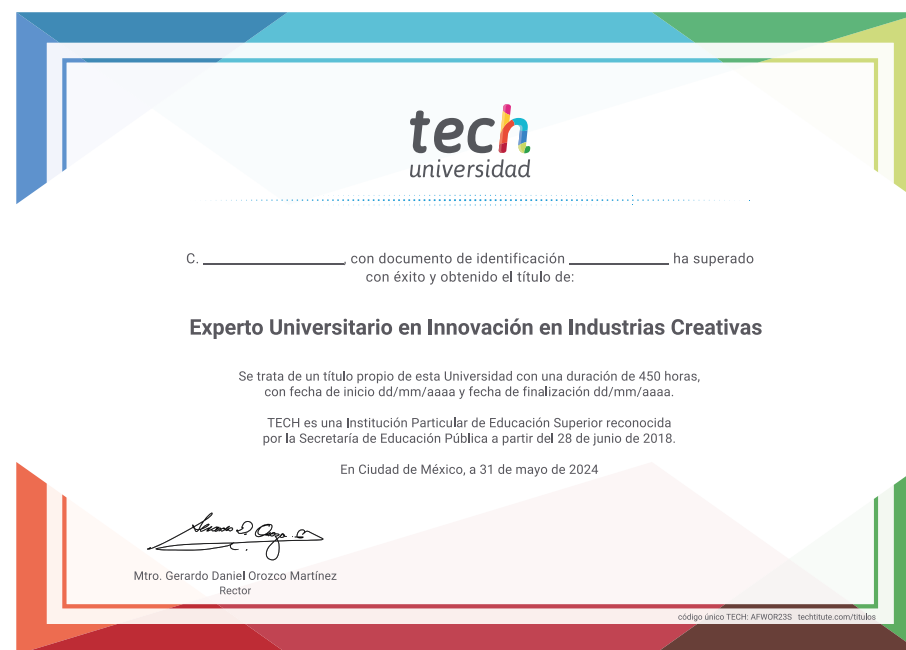 tech
universidad
C. ____________________, con documento de identificación ______________ ha superado
con éxito y obtenido el título de:
Experto Universitario en Innovación en Industrias Creativas
Se trata de un título propio de esta Universidad con una duración de 450 horas,
con fecha de inicio dd/mm/aaaa y fecha de finalización dd/mm/aaaa.
TECH es una Institución Particular de Educación Superior reconocida
por la Secretaría de Educación Pública a partir del 28 de junio de 2018.
En Ciudad de México, a 31 de mayo de 2024
Mtro. Gerardo Daniel Orozco Martínez
Rector
código único TECH: AFWOR23S techtitute.com/titulos